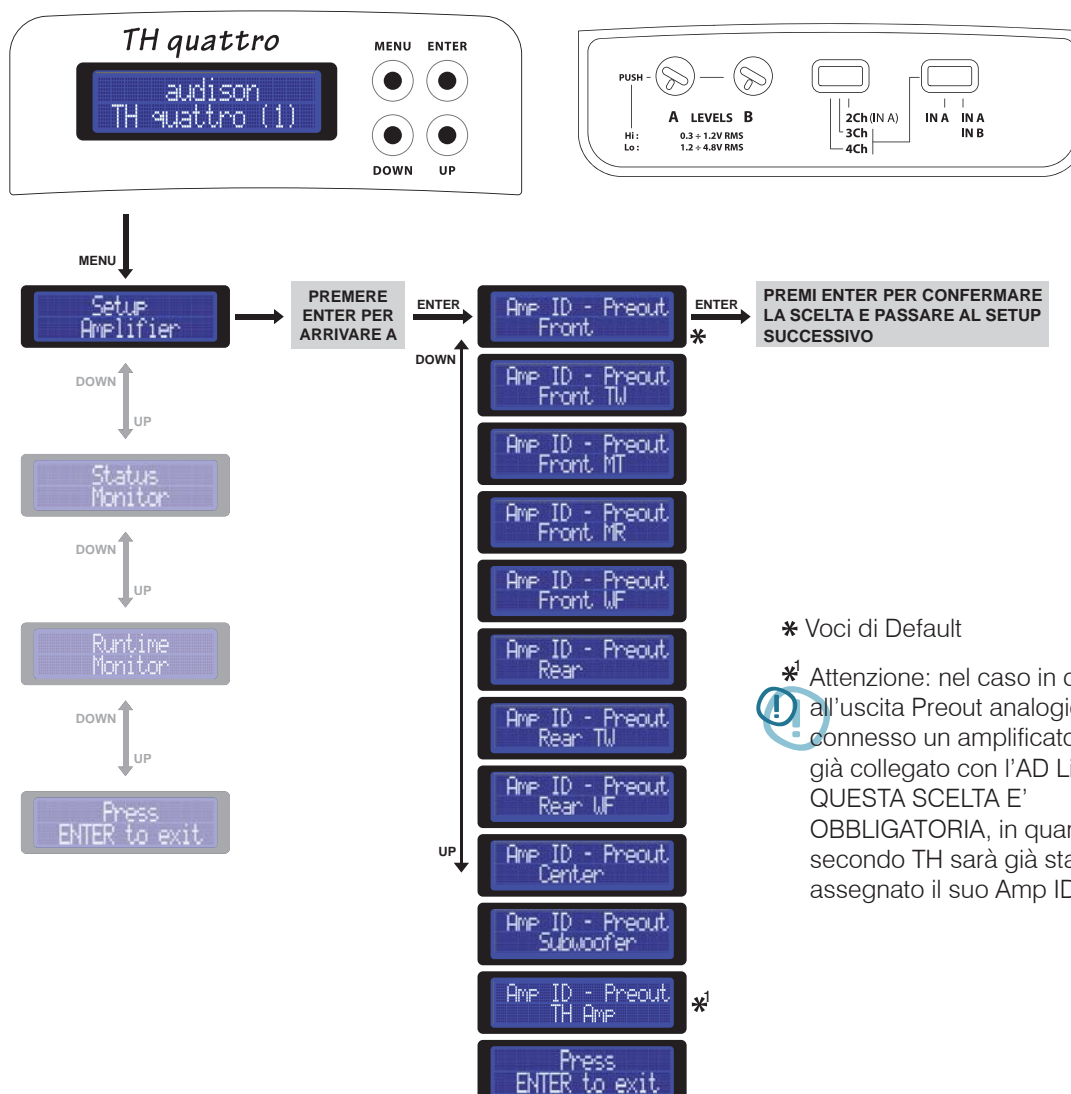 TH quattro
audison
TH quattro (1)
MENU ENTER
DOWN UP
PUSH
A LEVELS B
Hi : 0.3 ÷ 1.2V RMS
Lo : 1.2 ÷ 4.8V RMS
2Ch (IN A)
3Ch
4Ch
IN A IN A
IN B
MENU
Setup
Amplifier
PREMERE
ENTER PER
ARRIVARE A
ENTER
Amp ID - Preout
Front
*
ENTER
PREMI ENTER PER CONFERMARE
LA SCELTA E PASSARE AL SETUP
SUCCESSIVO
DOWN
UP
Status
Monitor
DOWN
UP
Runtime
Monitor
DOWN
UP
Press
ENTER to exit
DOWN
Amp ID - Preout
Front TW
Amp ID - Preout
Front MT
Amp ID - Preout
Front MR
Amp ID - Preout
Front WF
Amp ID - Preout
Rear
Amp ID - Preout
Rear TW
Amp ID - Preout
Rear WF
UP
Amp ID - Preout
Center
Amp ID - Preout
Subwoofer
Amp ID - Preout
TH Amp
*1
Press
ENTER to exit
* Voci di Default
*1 Attenzione: nel caso in
all'uscita Preout
connesso un
già collegato con l'AD
QUESTA SCELTA E'
OBBLIGATORIA, in
secondo TH sarà già
assegnato il suo Amp ID